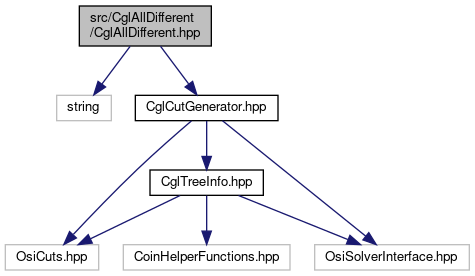 src/CglAllDifferent
/CglAllDifferent.hpp
string
CglCutGenerator.hpp
CglTreeInfo.hpp
OsiCuts.hpp
CoinHelperFunctions.hpp
OsiSolverInterface.hpp